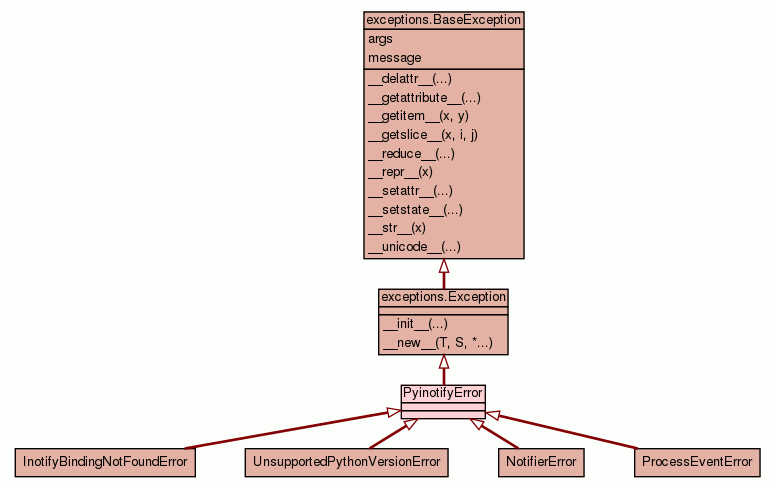 exceptions.BaseException
args
message
__delattr__(...)
__getattribute__(...)
__getitem__(x, y)
__getslice__(x, i, j)
__reduce__(...)
__repr__(x)
__setattr__(...)
__setstate__(...)
__str__(x)
__unicode__(...)
exceptions.Exception
__init__(...)
__new__(T, S, *...)
PyinotifyError
InotifyBindingNotFoundError
UnsupportedPythonVersionError
NotifierError
ProcessEventError